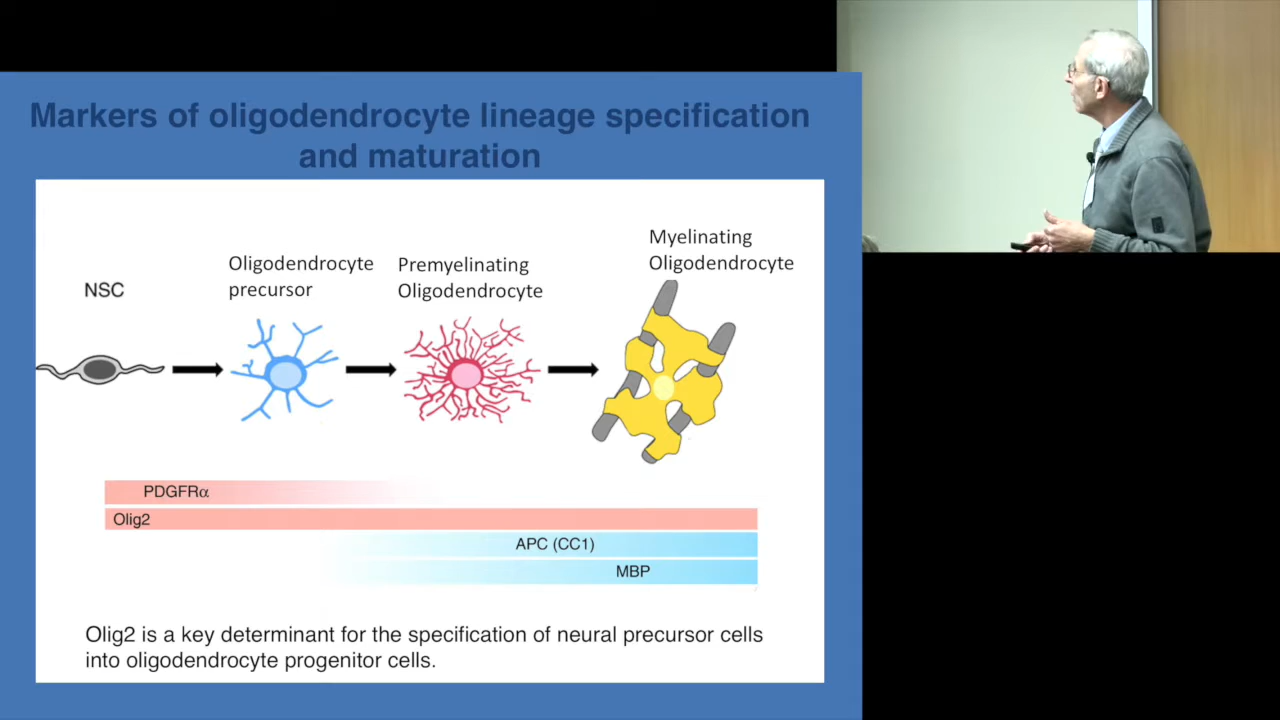 Markers of oligodendrocyte lineage specification
and maturation
NSC
Oligodendrocyte
precursor
Premyelinating
Oligodendrocyte
Myelinating
Oligodendrocyte
PDGFRα
Olig2
APC (CC1)
MBP
Olig2 is a key determinant for the specification of neural precursor cells
into oligodendrocyte progenitor cells.